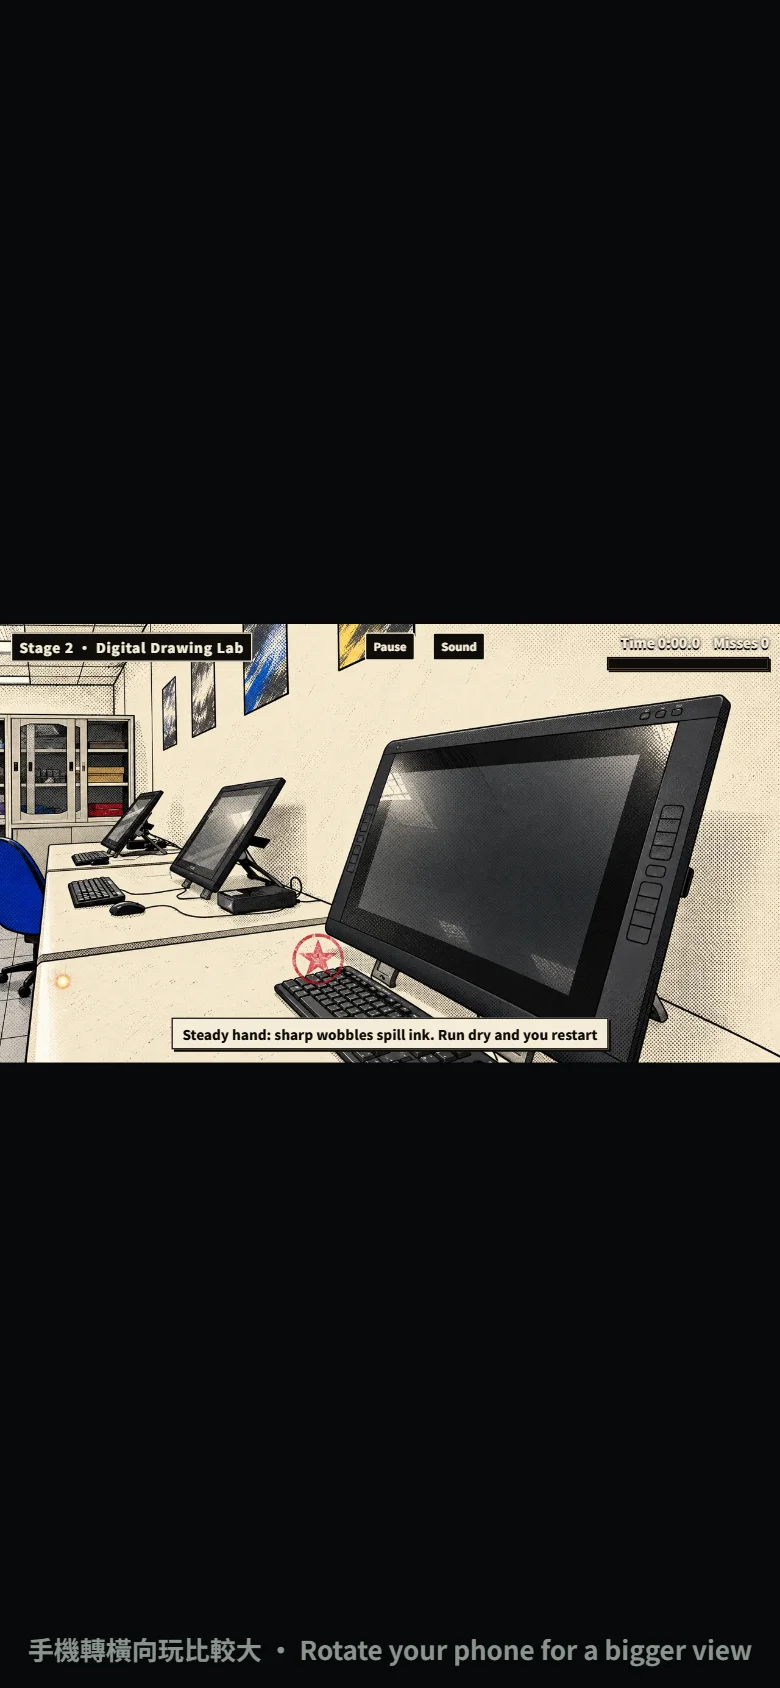 Stage 2 · Digital Drawing Lab
Pause
Sound
Time 0:00.0 Misses 0
Steady hand: sharp wobbles spill ink. Run dry and you restart
手機轉橫向玩比較大 · Rotate your phone for a bigger view